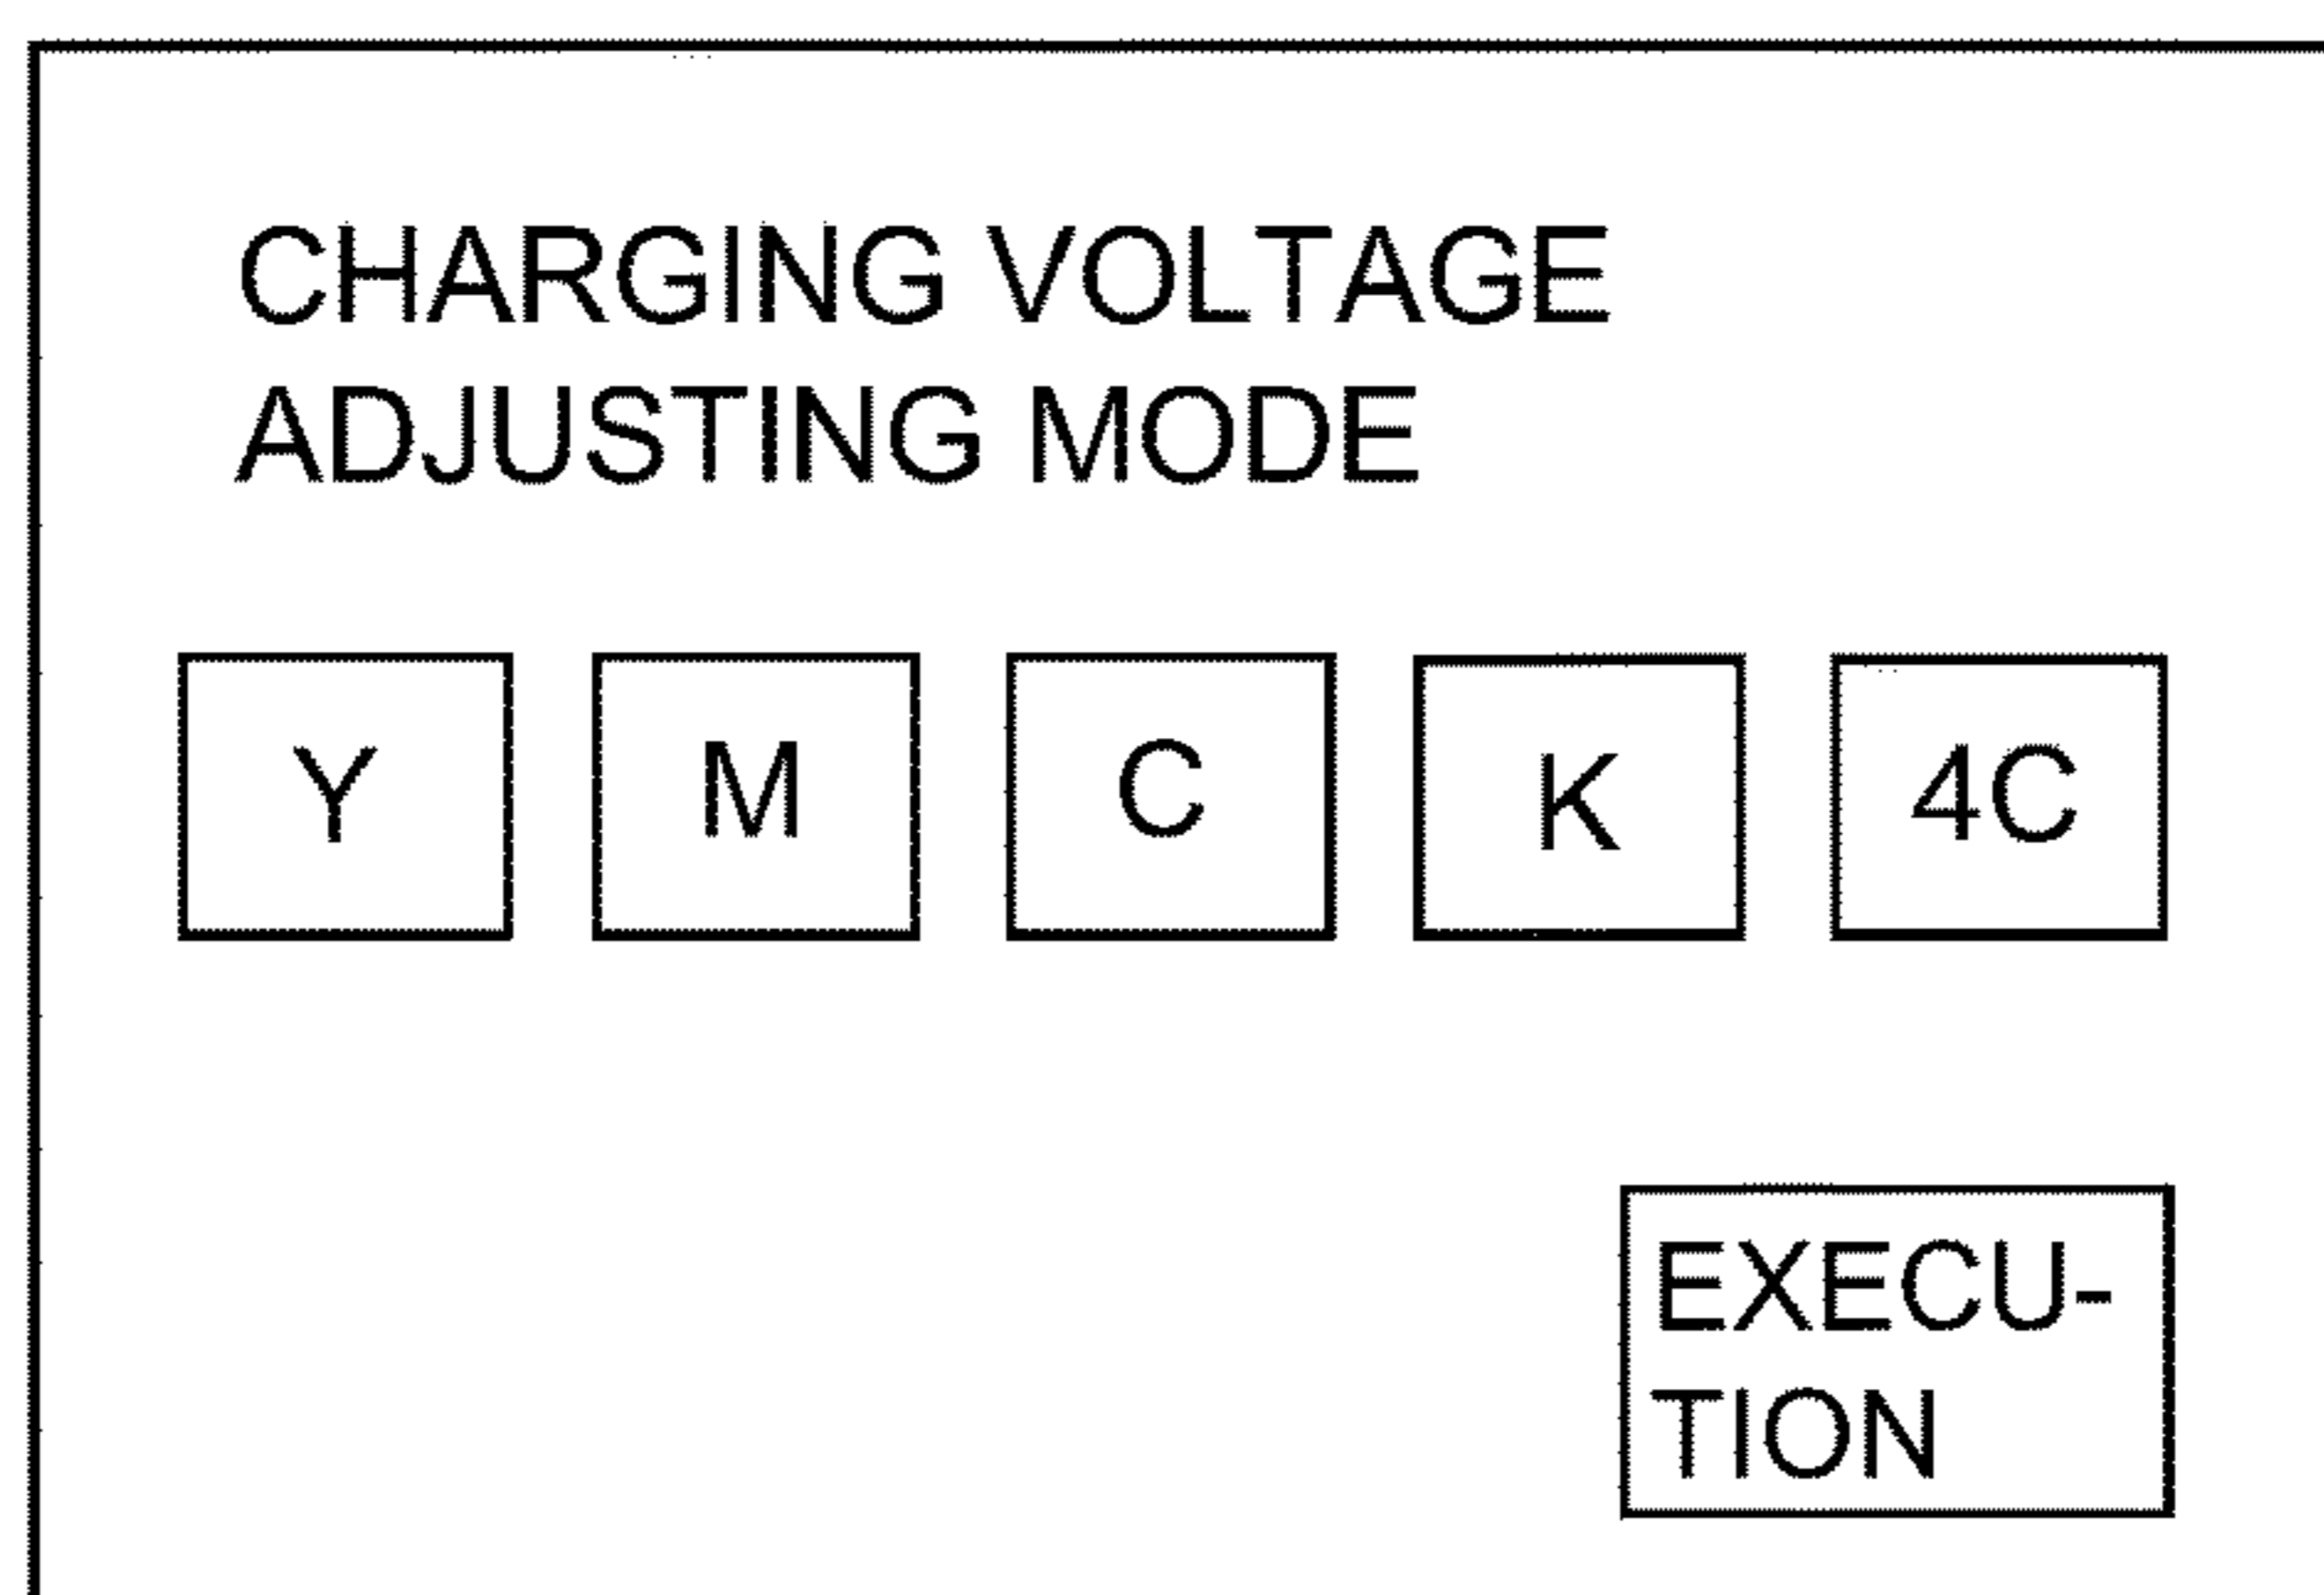 CHARGING VOLTAGE
ADJUSTING MODE
Y M C K 4C
EXECU-
TION